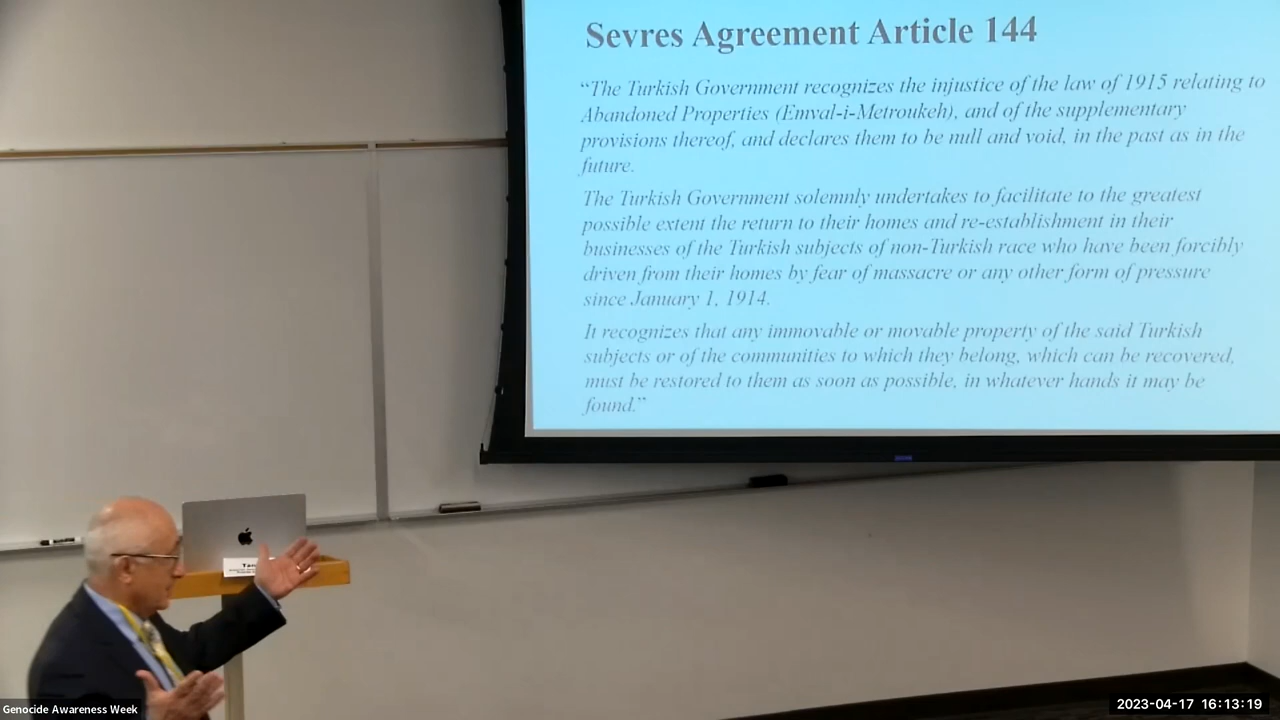 Sevres Agreement Article 144
“The Turkish Government recognizes the injustice of the law of 1915 relating to
Abandoned Properties (Emval-i-Metroukeh), and of the supplementary
provisions thereof, and declares them to be null and void, in the past as in the
future.
The Turkish Government solemnly undertakes to facilitate to the greatest
possible extent the return to their homes and re-establishment in their
businesses of the Turkish subjects of non-Turkish race who have been forcibly
driven from their homes by fear of massacre or any other form of pressure
since January 1, 1914.
It recognizes that any immovable or movable property of the said Turkish
subjects or of the communities to which they belong, which can be recovered,
must be restored to them as soon as possible, in whatever hands it may be
found.”
Genocide Awareness Week
2023-04-17 16:13:19